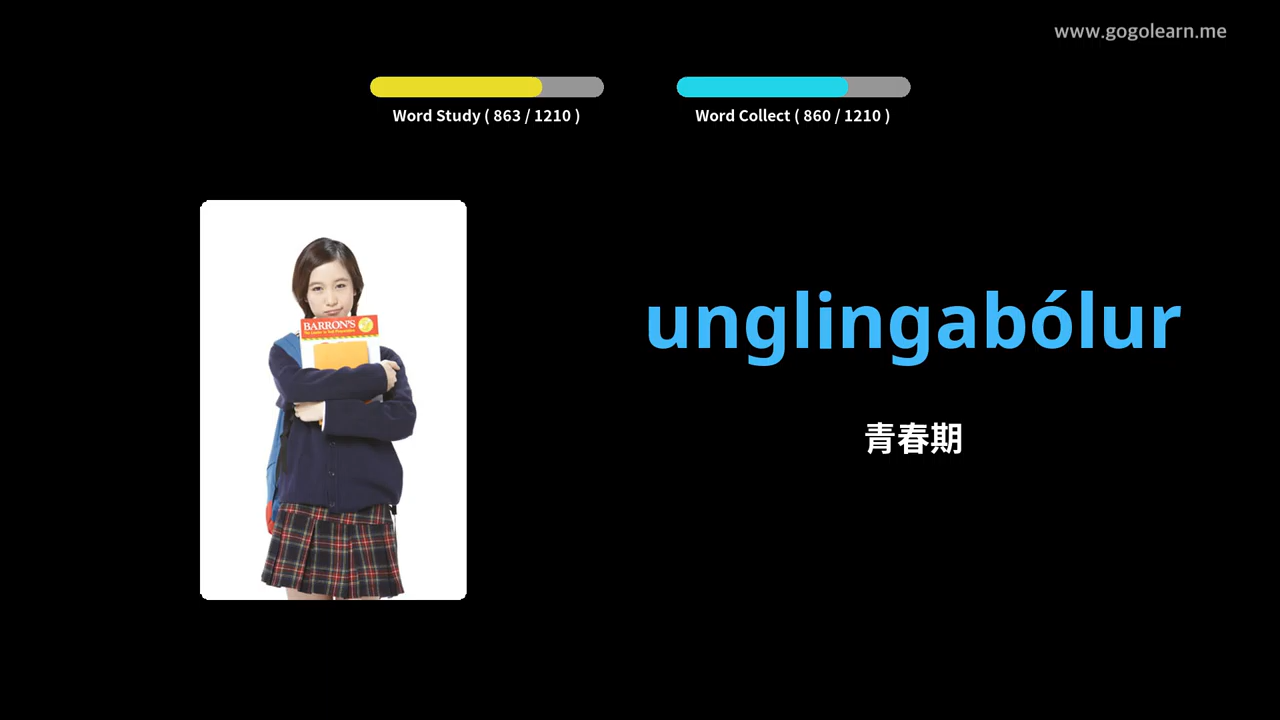 www.gogolearn.me
Word Study ( 863 / 1210 )
Word Collect ( 860 / 1210 )
BARRON'S
unglingabólur
青春期